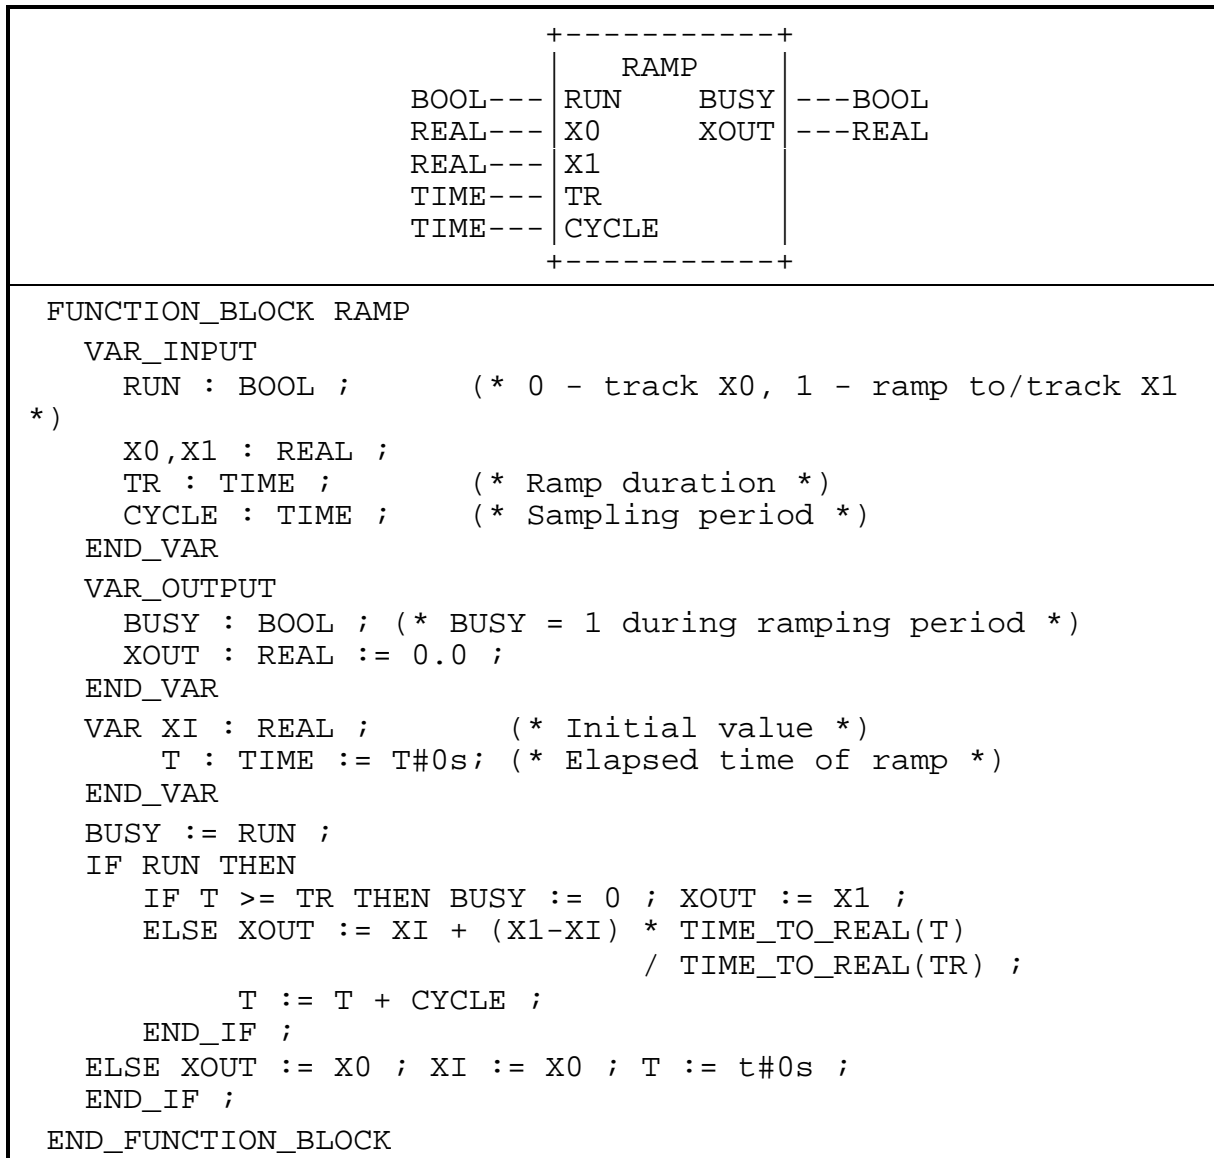 +-----------+
|   RAMP    |
BOOL---|RUN    BUSY|---BOOL
REAL---|X0     XOUT|---REAL
REAL---|X1         |
TIME---|TR         |
TIME---|CYCLE      |
+-----------+
FUNCTION_BLOCK RAMP
VAR_INPUT
RUN : BOOL ;      (* 0 - track X0, 1 - ramp to/track X1
*)
X0,X1 : REAL ;
TR : TIME ;       (* Ramp duration *)
CYCLE : TIME ;    (* Sampling period *)
END_VAR
VAR_OUTPUT
BUSY : BOOL ; (* BUSY = 1 during ramping period *)
XOUT : REAL := 0.0 ;
END_VAR
VAR XI : REAL ;       (* Initial value *)
T : TIME := T#0s; (* Elapsed time of ramp *)
END_VAR
BUSY := RUN ;
IF RUN THEN
IF T >= TR THEN BUSY := 0 ; XOUT := X1 ;
ELSE XOUT := XI + (X1-XI) * TIME_TO_REAL(T)
/ TIME_TO_REAL(TR) ;
T := T + CYCLE ;
END_IF ;
ELSE XOUT := X0 ; XI := X0 ; T := t#0s ;
END_IF ;
END_FUNCTION_BLOCK